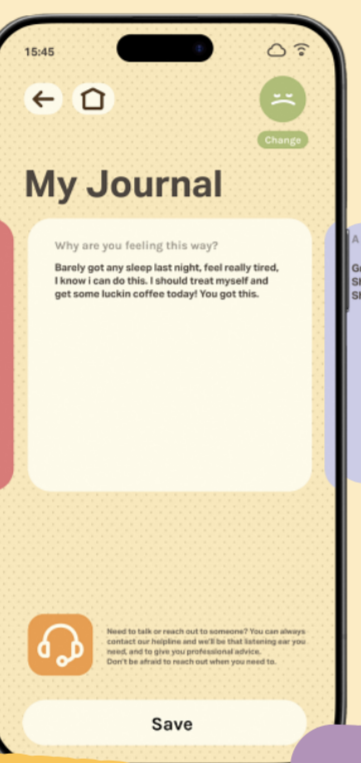 15:45
Change
My Journal
Why are you feeling this way?
Barely got any sleep last night, feel really tired,
I know i can do this. I should treat myself and
get some luckin coffee today! You got this.
A
Need to talk or reach out to someone? You can always
contact our helpline and we'll be that listening ear you
need, and to give you professional advice.
Don't be afraid to reach out when you need to.
Save